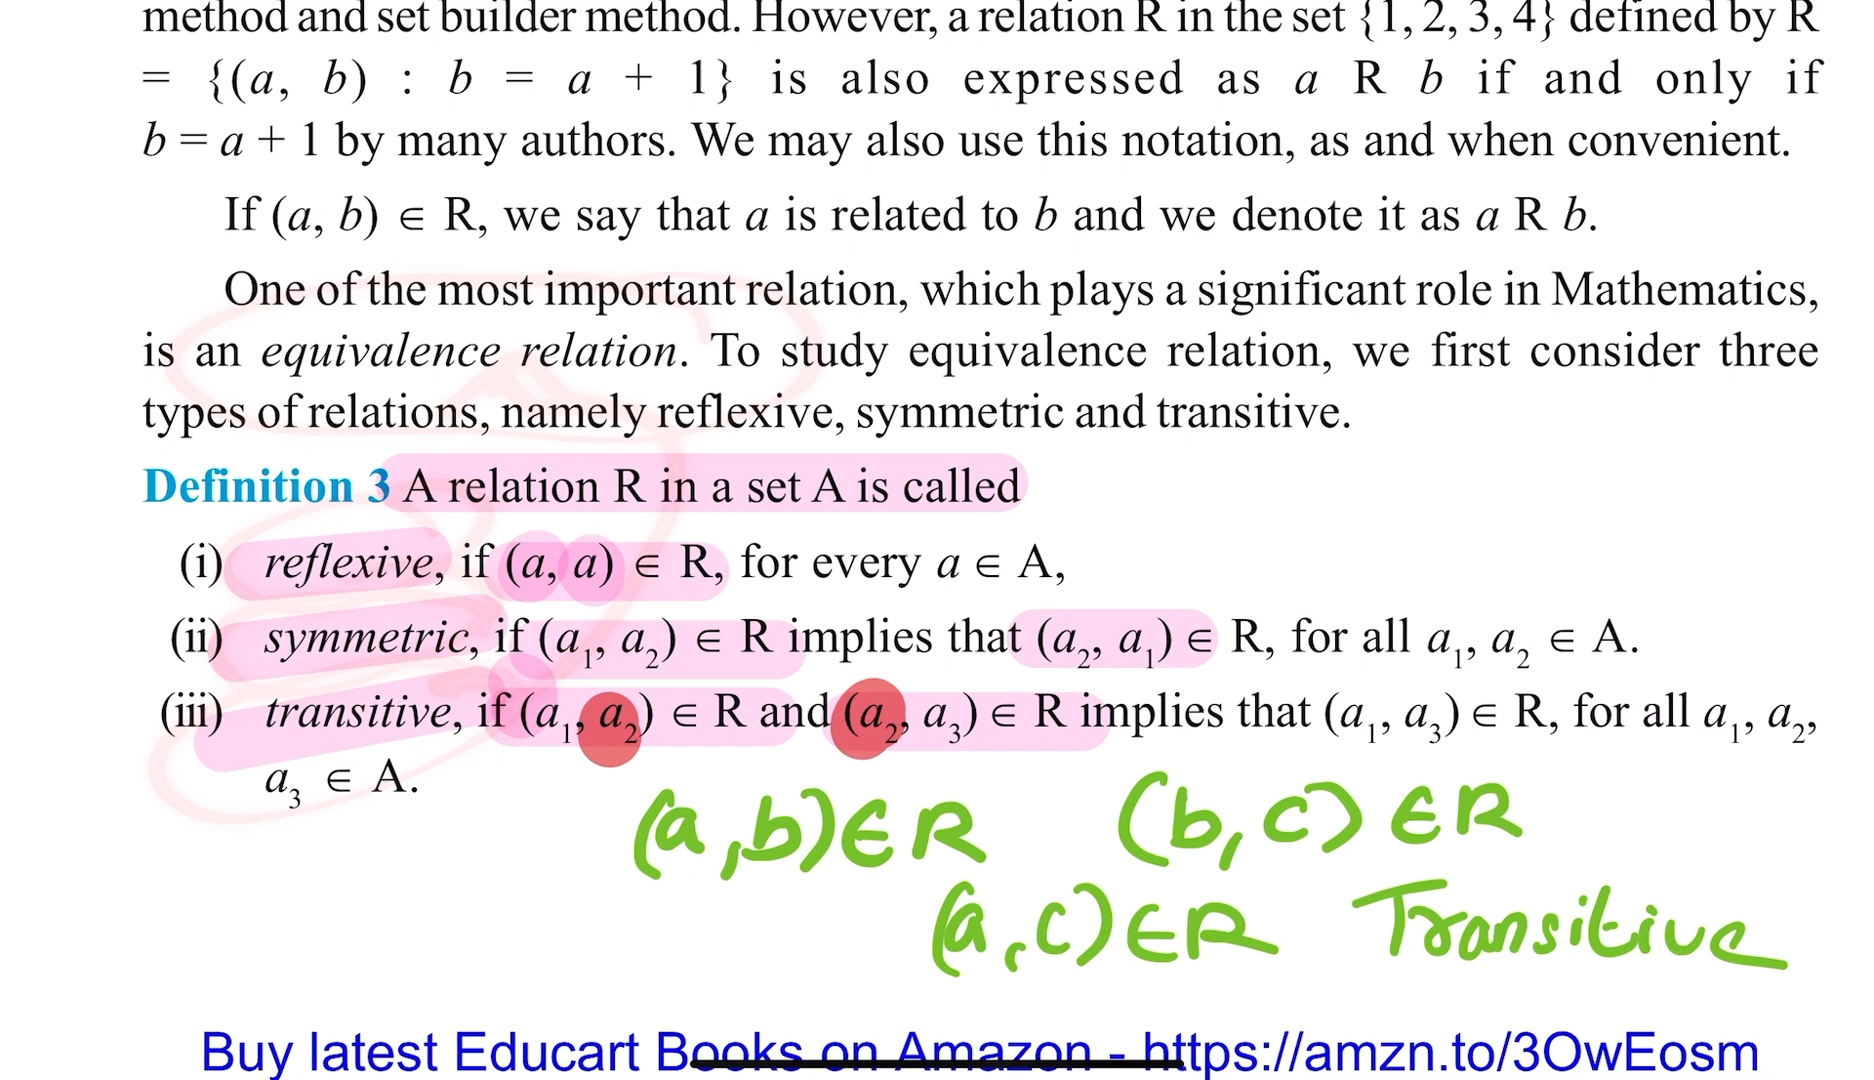 method and set builder method. However, a relation R in the set {1, 2, 3, 4} defined by R
= {(a, b) : b = a + 1} is also expressed as a R b if and only if
b = a + 1 by many authors. We may also use this notation, as and when convenient.
If (a, b) ∈ R, we say that a is related to b and we denote it as a R b.
One of the most important relation, which plays a significant role in Mathematics,
is an equivalence relation. To study equivalence relation, we first consider three
types of relations, namely reflexive, symmetric and transitive.
Definition 3 A relation R in a set A is called
(i) reflexive, if (a, a) ∈ R, for every a ∈ A,
(ii) symmetric, if (a₁, a₂) ∈ R implies that (a₂, a₁) ∈ R, for all a₁, a₂ ∈ A.
(iii) transitive, if (a₁, a₂) ∈ R and (a₂, a₃) ∈ R implies that (a₁, a₃) ∈ R, for all a₁, a₂,
a₃ ∈ A.
(a,b)∈R (b,c)∈R
(a,c)∈R Transitive
Buy latest Educart Books on Amazon - https://amzn.to/3OwEosm